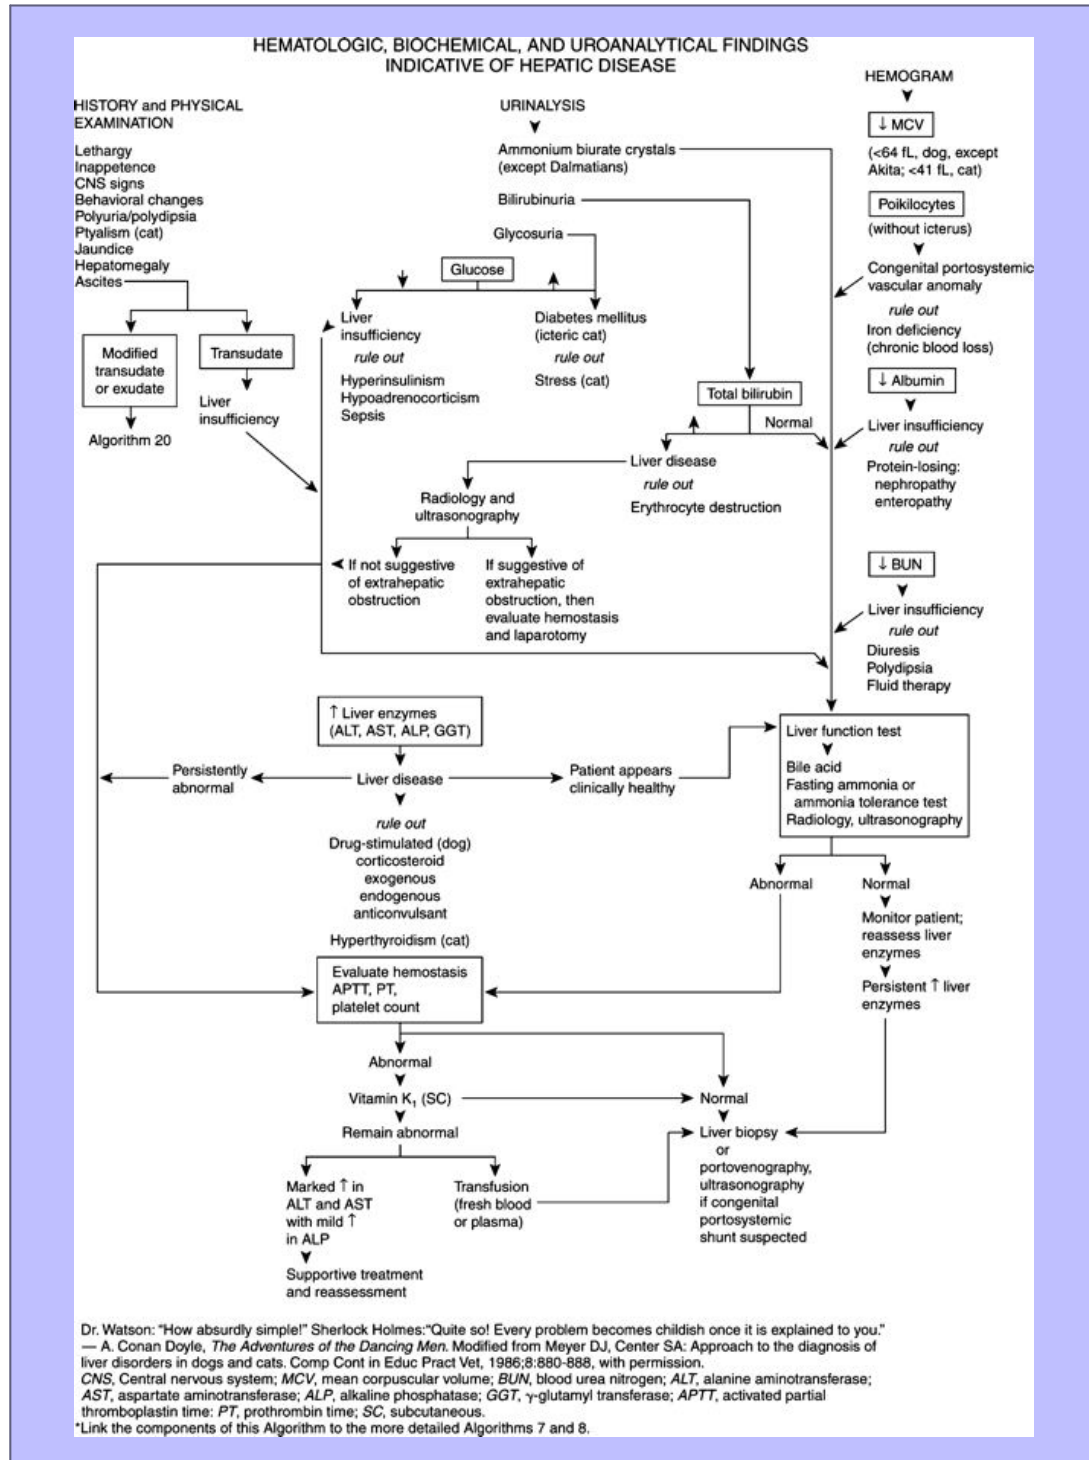 HEMATOLOGIC, BIOCHEMICAL, AND UROANALYTICAL FINDINGS
INDICATIVE OF HEPATIC DISEASE
HISTORY and PHYSICAL
EXAMINATION
Lethargy
Inappetence
CNS signs
Behavioral changes
Polyuria/polydipsia
Ptyalism (cat)
Jaundice
Hepatomegaly
Ascites
Modified
transudate
or exudate
Algorithm 20
Transudate
Liver
insufficiency
URINALYSIS
Ammonium biurate crystals
(except Dalmatians)
Bilirubinuria
Glycosuria
Glucose
Liver
insufficiency
rule out
Hyperinsulinism
Hypoadrenocorticism
Sepsis
Diabetes mellitus
(icteric cat)
rule out
Stress (cat)
Total bilirubin
Normal
Liver disease
rule out
Erythrocyte destruction
Radiology and
ultrasonography
If not suggestive
of extrahepatic
obstruction
If suggestive of
extrahepatic
obstruction, then
evaluate hemostasis
and laparotomy
HEMOGRAM
↓ MCV
(<64 fL, dog, except
Akita; <41 fL, cat)
Poikilocytes
(without icterus)
Congenital portosystemic
vascular anomaly
rule out
Iron deficiency
(chronic blood loss)
↓ Albumin
Liver insufficiency
rule out
Protein-losing:
nephropathy
enteropathy
↓ BUN
Liver insufficiency
rule out
Diuresis
Polydipsia
Fluid therapy
↑ Liver enzymes
(ALT, AST, ALP, GGT)
Persistently
abnormal
Liver disease
Patient appears
clinically healthy
rule out
Drug-stimulated (dog)
corticosteroid
exogenous
endogenous
anticonvulsant
Hyperthyroidism (cat)
Liver function test
Bile acid
Fasting ammonia or
ammonia tolerance test
Radiology, ultrasonography
Abnormal
Normal
Monitor patient;
reassess liver
enzymes
Persistent ↑ liver
enzymes
Evaluate hemostasis
APTT, PT,
platelet count
Abnormal
Vitamin K1 (SC)
Normal
Remain abnormal
Marked ↑ in
ALT and AST
with mild ↑
in ALP
Supportive treatment
and reassessment
Transfusion
(fresh blood
or plasma)
Liver biopsy
or
portovenography,
ultrasonography
if congenital
portosystemic
shunt suspected
Dr. Watson: "How absurdly simple!" Sherlock Holmes:"Quite so! Every problem becomes childish once it is explained to you."
— A. Conan Doyle, The Adventures of the Dancing Men. Modified from Meyer DJ, Center SA: Approach to the diagnosis of
liver disorders in dogs and cats. Comp Cont in Educ Pract Vet, 1986;8:880-888, with permission.
CNS, Central nervous system; MCV, mean corpuscular volume; BUN, blood urea nitrogen; ALT, alanine aminotransferase;
AST, aspartate aminotransferase; ALP, alkaline phosphatase; GGT, γ-glutamyl transferase; APTT, activated partial
thromboplastin time: PT, prothrombin time; SC, subcutaneous.
*Link the components of this Algorithm to the more detailed Algorithms 7 and 8.